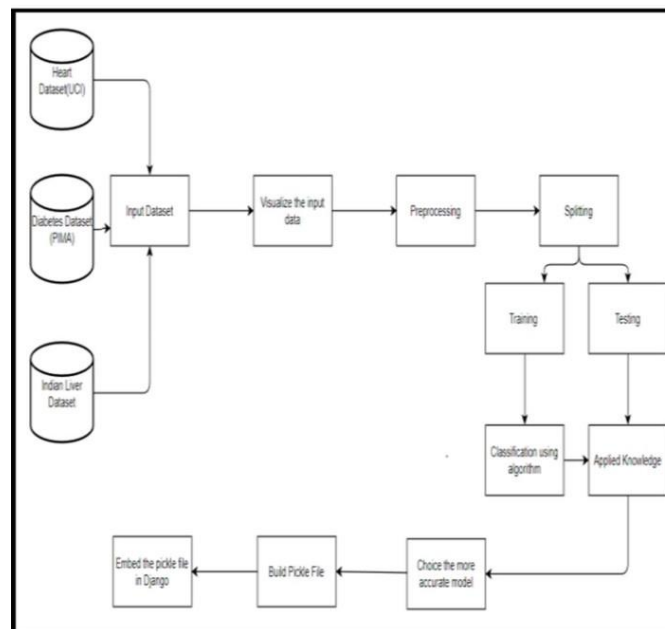 Heart
Dataset(UCI)
Diabetes Dataset
(PIMA)
Input Dataset
Visualize the input
data
Preprocessing
Splitting
Training
Testing
Indian Liver
Dataset
Classification using
algorithm
Applied Knowledge
Embed the pickle file
in Django
Build Pickle File
Choice the more
accurate model